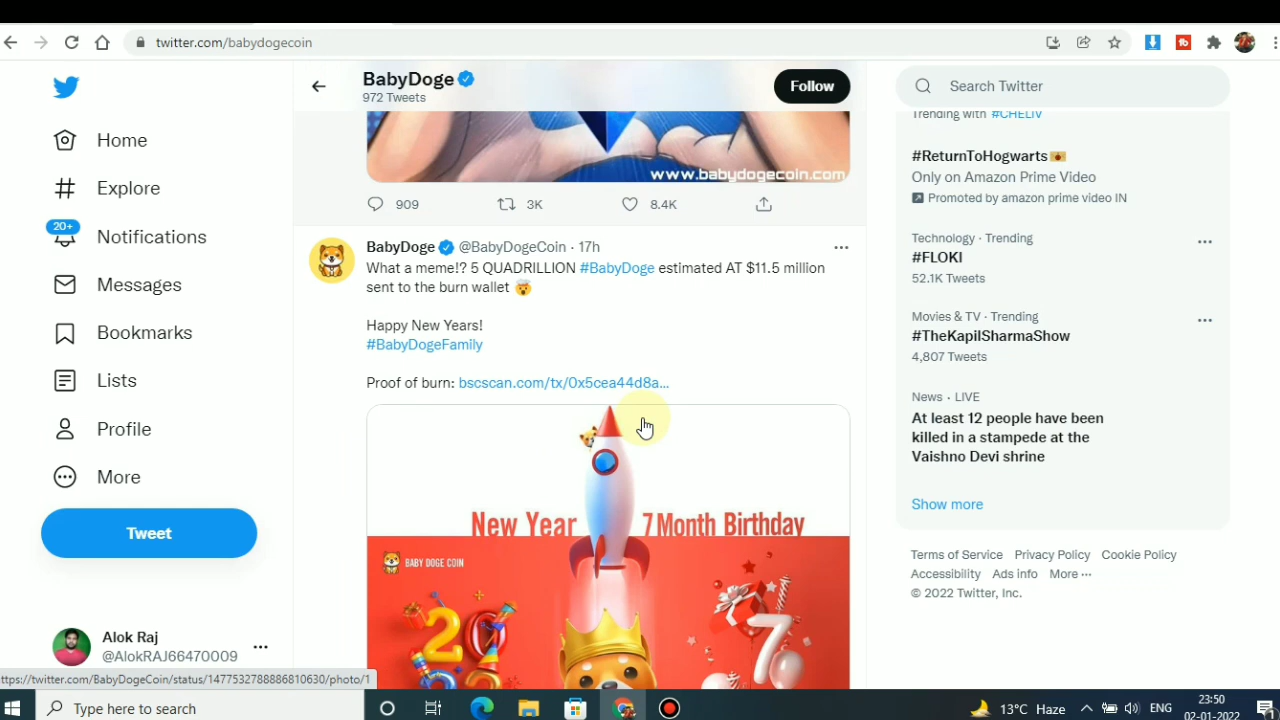 twitter.com/babydogecoin
BabyDoge
972 Tweets
Follow
Search Twitter
Home
Explore
20+
Notifications
Messages
Bookmarks
Lists
Profile
More
Tweet
Alok Raj
@AlokRAJ66470009
www.babydogecoin.com
909
3K
8.4K
BabyDoge @BabyDogeCoin · 17h
What a meme!? 5 QUADRILLION #BabyDoge estimated AT $11.5 million
sent to the burn wallet 🤯
Happy New Years!
#BabyDogeFamily
Proof of burn: bscscan.com/tx/0x5cea44d8a...
New Year 7 Month Birthday
BABY DOGE COIN
7
Trending with #CHELIV
#ReturnToHogwarts
Only on Amazon Prime Video
Promoted by amazon prime video IN
Technology · Trending
#FLOKI
52.1K Tweets
Movies & TV · Trending
#TheKapilSharmaShow
4,807 Tweets
News · LIVE
At least 12 people have been
killed in a stampede at the
Vaishno Devi shrine
Show more
Terms of Service Privacy Policy Cookie Policy
Accessibility Ads info More ···
© 2022 Twitter, Inc.
ttps://twitter.com/BabyDogeCoin/status/1477532788886810630/photo/1
Type here to search
13°C Haze
ENG
23:50
02-01-2022